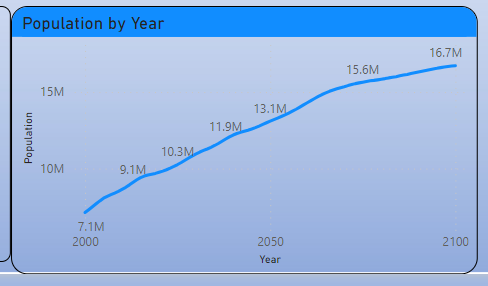 Population by Year
16.7M
15.6M
15M
13.1M
11.9M
10.3M
10M
9.1M
7.1M
Population
2000
2050
2100
Year